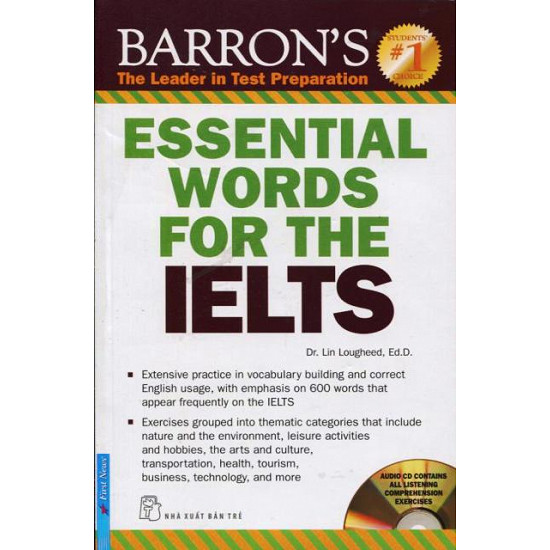 BARRON'S
The Leader in Test Preparation
STUDENTS'
#1
CHOICE
ESSENTIAL
WORDS
FOR THE
IELTS
Dr. Lin Lougheed, Ed.D.
Extensive practice in vocabulary building and correct
English usage, with emphasis on 600 words that
appear frequently on the IELTS
Exercises grouped into thematic categories that include
nature and the environment, leisure activities
and hobbies, the arts and culture,
transportation, health, tourism,
business, technology, and more
AUDIO CD CONTAINS
ALL LISTENING
COMPREHENSION
EXERCISES
First News
NHÀ XUẤT BẢN TRẺ